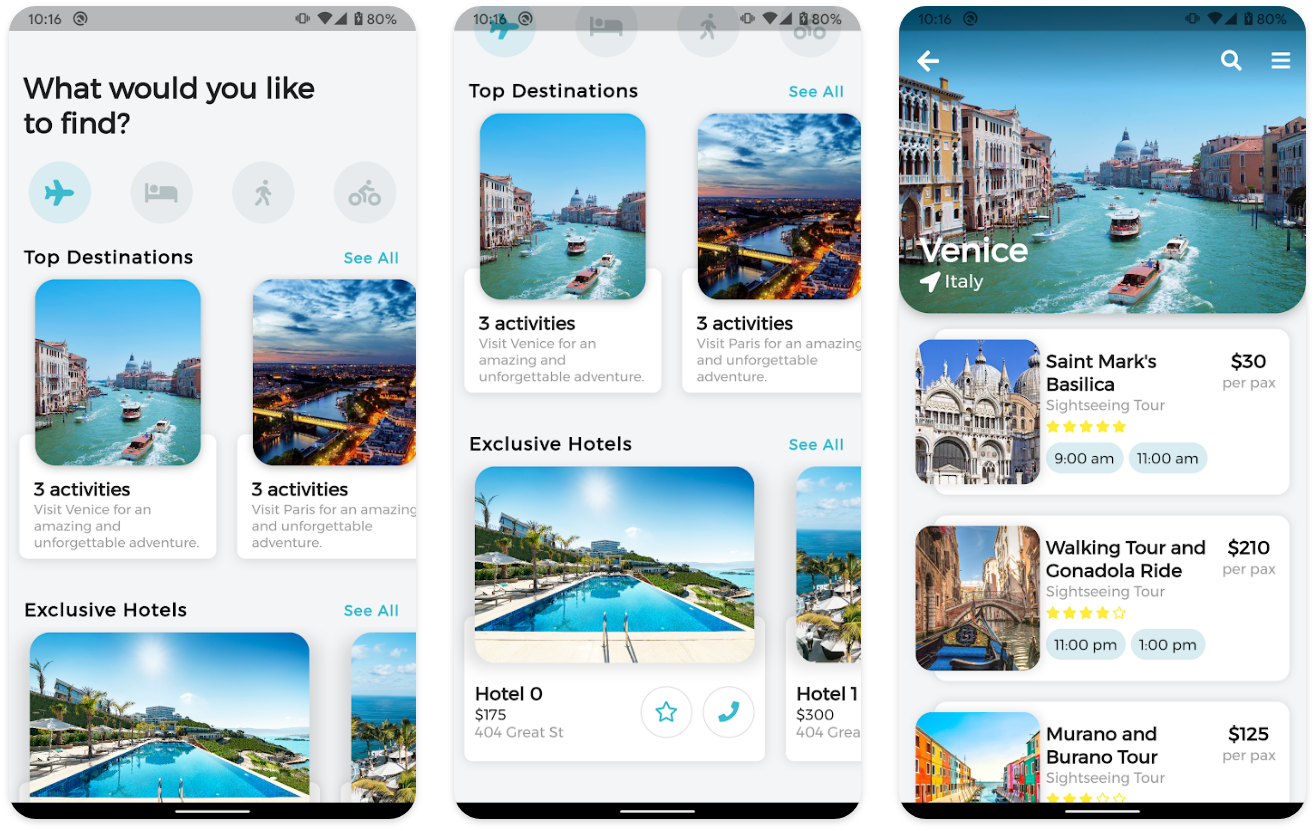 10:16
80%
What would you like
to find?
Top Destinations
See All
3 activities
Visit Venice for an
amazing and
unforgettable adventure.
3 activities
Visit Paris for an amazing
and unforgettable
adventure.
Exclusive Hotels
See All
10:16
80%
Top Destinations
See All
3 activities
Visit Venice for an
amazing and
unforgettable adventure.
3 activities
Visit Paris for an amazing
and unforgettable
adventure.
Exclusive Hotels
See All
Hotel 0
$175
404 Great St
Hotel 1
$300
404 Grea
10:16
80%
Venice
Italy
Saint Mark's
Basilica
$30
per pax
Sightseeing Tour
9:00 am
11:00 am
Walking Tour and
Gonadola Ride
$210
per pax
Sightseeing Tour
11:00 pm
1:00 pm
Murano and
Burano Tour
$125
per pax
Sightseeing Tour